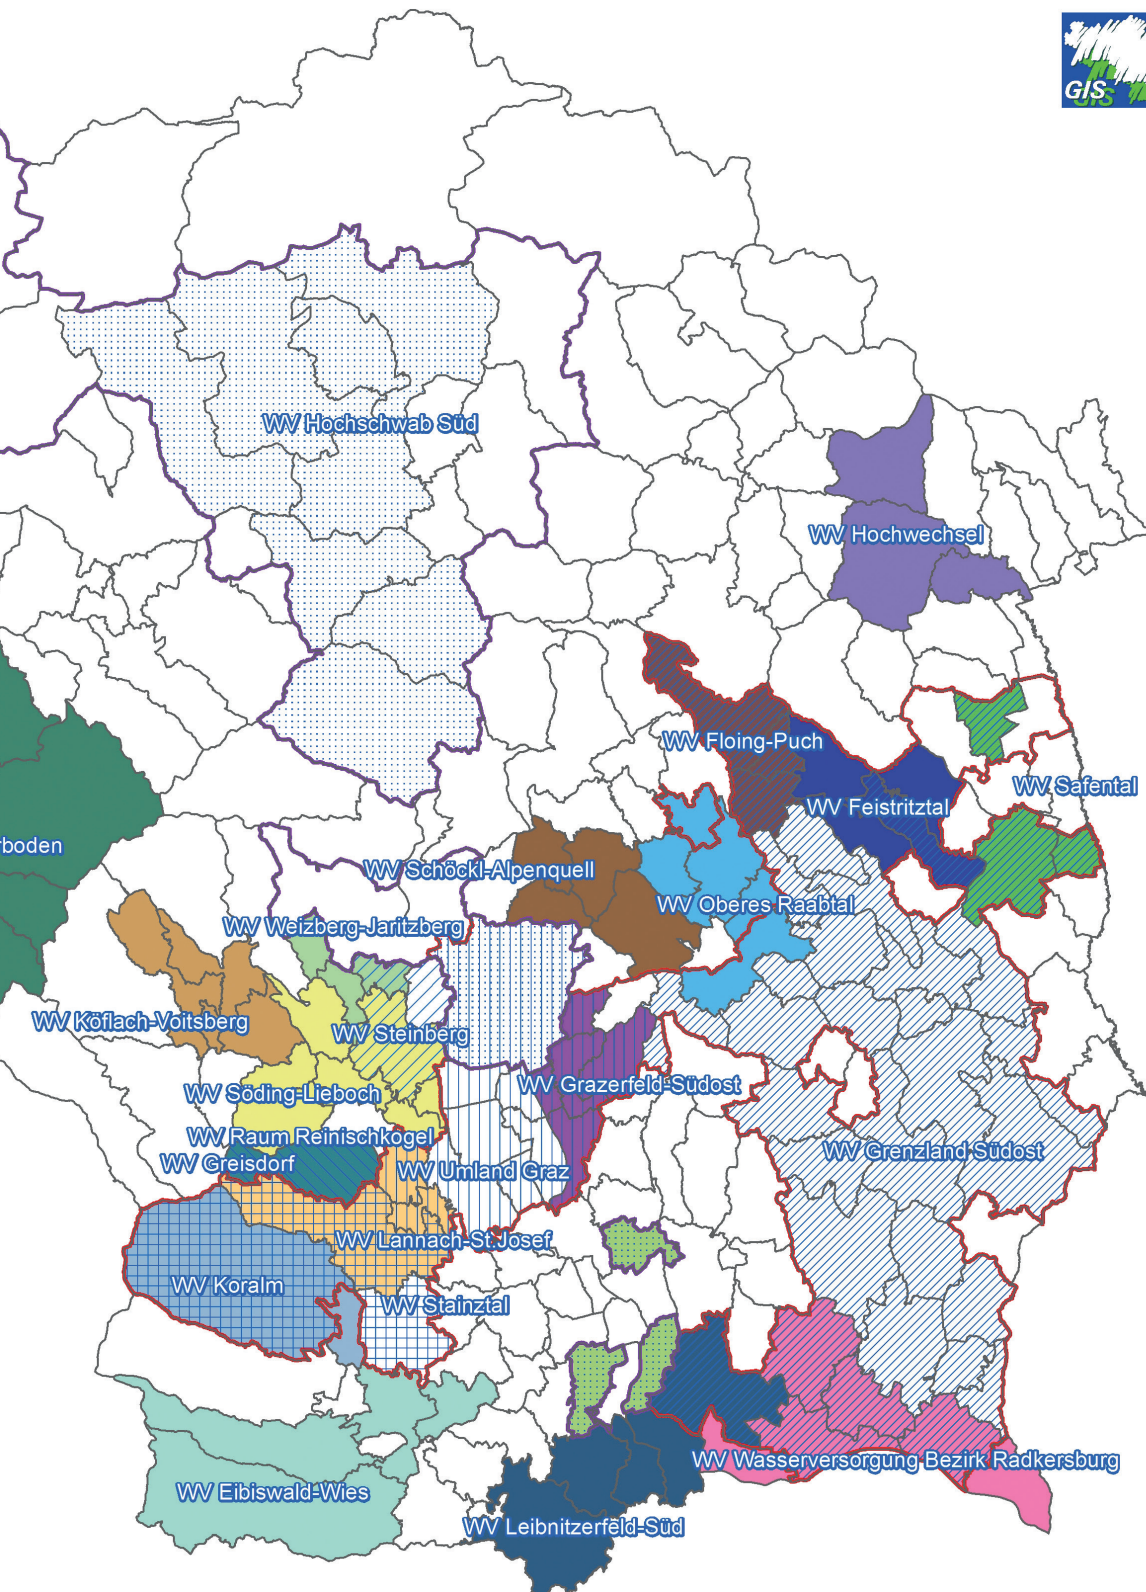 GIS
GIS
WV Hochschwab Süd
WV Hochwechsel
WV Floing-Puch
WV Safental
WV Feistritztal
rboden
WV Schöckl-Alpenquell
WV Oberes Raabtal
WV Weizberg-Jaritzberg
WV Köflach-Voitsberg
WV Steinberg
WV Grazerfeld-Südost
WV Söding-Lieboch
WV Raum Reinischkogel
WV Grenzland Südost
WV Greisdorf
WV Umland Graz
WV Lannach-St.Josef
WV Koralm
WV Stainztal
WV Wasserversorgung Bezirk Radkersburg
WV Eibiswald-Wies
WV Leibnitzerfeld-Süd